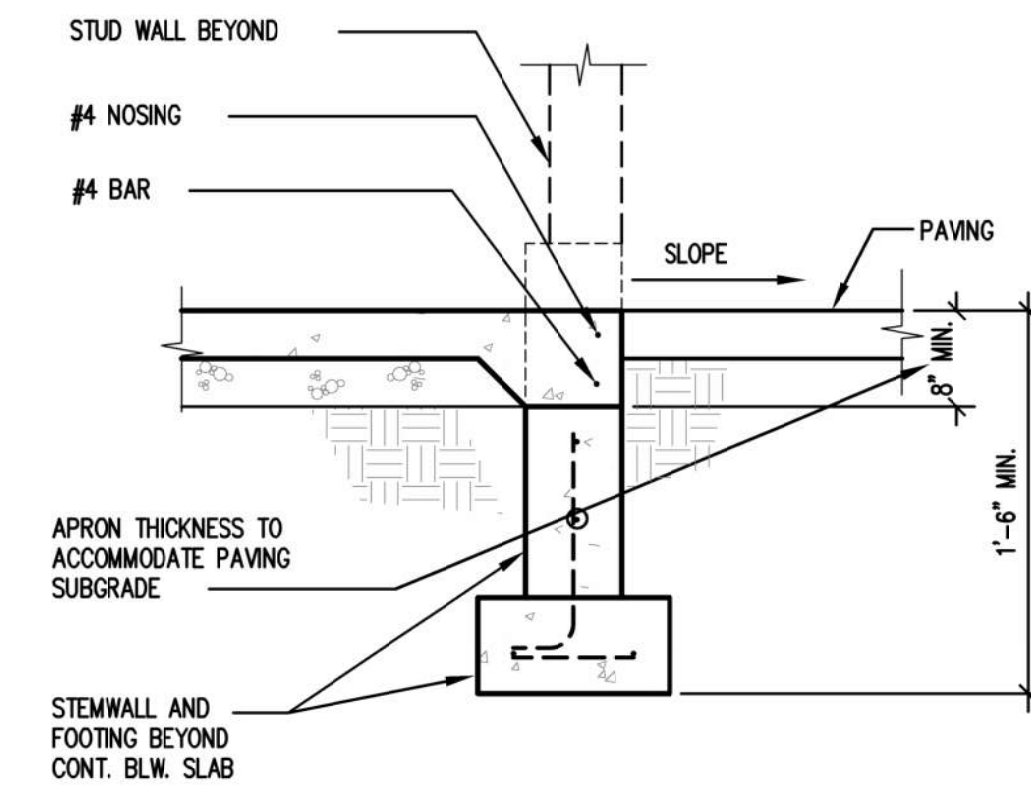 STUD WALL BEYOND
#4 NOSING
#4 BAR
SLOPE
PAVING
8" MIN.
1'-6" MIN.
APRON THICKNESS TO
ACCOMMODATE PAVING
SUBGRADE
STEMWALL AND
FOOTING BEYOND
CONT. BLW. SLAB